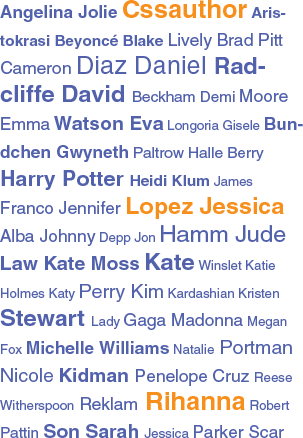 Angelina Jolie Cssauthor Aris-
tokrasi Beyoncé Blake Lively Brad Pitt
Cameron Diaz Daniel Rad-
cliffe David Beckham Demi Moore
Emma Watson Eva Longoria Gisele Bun-
dchen Gwyneth Paltrow Halle Berry
Harry Potter Heidi Klum James
Franco Jennifer Lopez Jessica
Alba Johnny Depp Jon Hamm Jude
Law Kate Moss Kate Winslet Katie
Holmes Katy Perry Kim Kardashian Kristen
Stewart Lady Gaga Madonna Megan
Fox Michelle Williams Natalie Portman
Nicole Kidman Penelope Cruz Reese
Witherspoon Reklam Rihanna Robert
Pattin Son Sarah Jessica Parker Scar